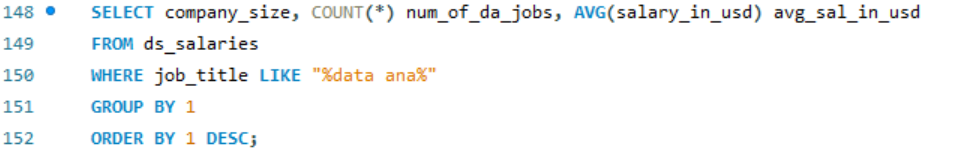 148 ● SELECT company_size, COUNT(*) num_of_da_jobs, AVG(salary_in_usd) avg_sal_in_usd
149 FROM ds_salaries
150 WHERE job_title LIKE "%data ana%"
151 GROUP BY 1
152 ORDER BY 1 DESC;